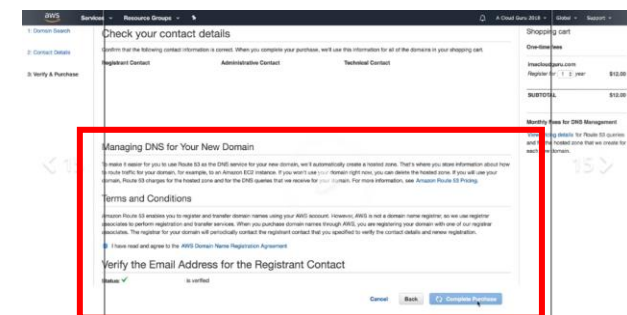 aws Services Resource Groups A Cloud Guru 2018 Global Support
1: Domain Search
2: Contact Details
3: Verify & Purchase
Check your contact details
Confirm that the following contact information is correct. When you complete your purchase, we'll use this information for all of the domains in your shopping cart.
Registrant Contact Administrative Contact Technical Contact
Managing DNS for Your New Domain
To make it easier for you to use Route 53 as the DNS service for your new domain, we'll automatically create a hosted zone. That's where you store information about how
to route traffic for your domain, for example, to an Amazon EC2 instance. If you won't use your domain right now, you can delete the hosted zone. If you will use your
domain, Route 53 charges for the hosted zone and for the DNS queries that we receive for your domain. For more information, see Amazon Route 53 Pricing.
Terms and Conditions
Amazon Route 53 enables you to register and transfer domain names using your AWS account. However, AWS is not a domain name registrar, so we use registrar
associates to perform registration and transfer services. When you purchase domain names through AWS, you are registering your domain with one of our registrar
associates. The registrar for your domain will periodically contact the registrant contact that you specified to verify the contact details and renew registration.
I have read and agree to the AWS Domain Name Registration Agreement
Verify the Email Address for the Registrant Contact
Status: is verified
Cancel Back Complete Purchase
Shopping cart
One-time fees
imacloudguru.com
Register for 1 year $12.00
SUBTOTAL $12.00
Monthly Fees for DNS Management
View pricing details for Route 53 queries
and for the hosted zone that we create for
each new domain.
15
15